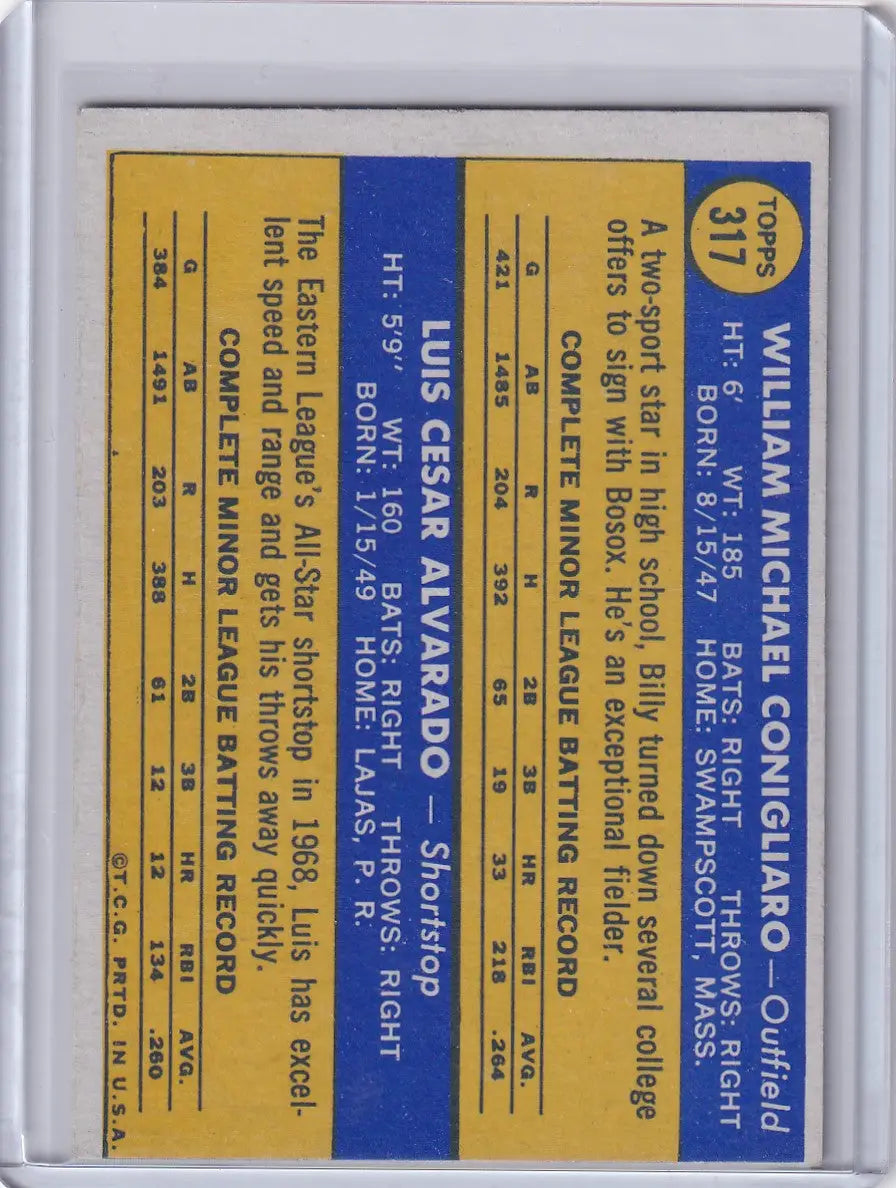 TOPPS
317
WILLIAM MICHAEL CONIGLIARO—Outfield
HT: 6' WT: 185 BATS: RIGHT THROWS: RIGHT
BORN: 8/15/47 HOME: SWAMPSCOTT, MASS.
A two-sport star in high school, Billy turned down several college
offers to sign with Bosox. He's an exceptional fielder.
COMPLETE MINOR LEAGUE BATTING RECORD
G AB R H 2B 3B HR RBI AVG.
421 1485 204 392 65 19 33 218 .264
LUIS CESAR ALVARADO — Shortstop
HT: 5'9'' WT: 160 BATS: RIGHT THROWS: RIGHT
BORN: 1/15/49 HOME: LAJAS, P. R.
The Eastern League's All-Star shortstop in 1968, Luis has excel-
lent speed and range and gets his throws away quickly.
COMPLETE MINOR LEAGUE BATTING RECORD
G AB R H 2B 3B HR RBI AVG.
384 1491 203 388 61 12 12 134 .260
©T.C.G. PRTD. IN U.S.A.